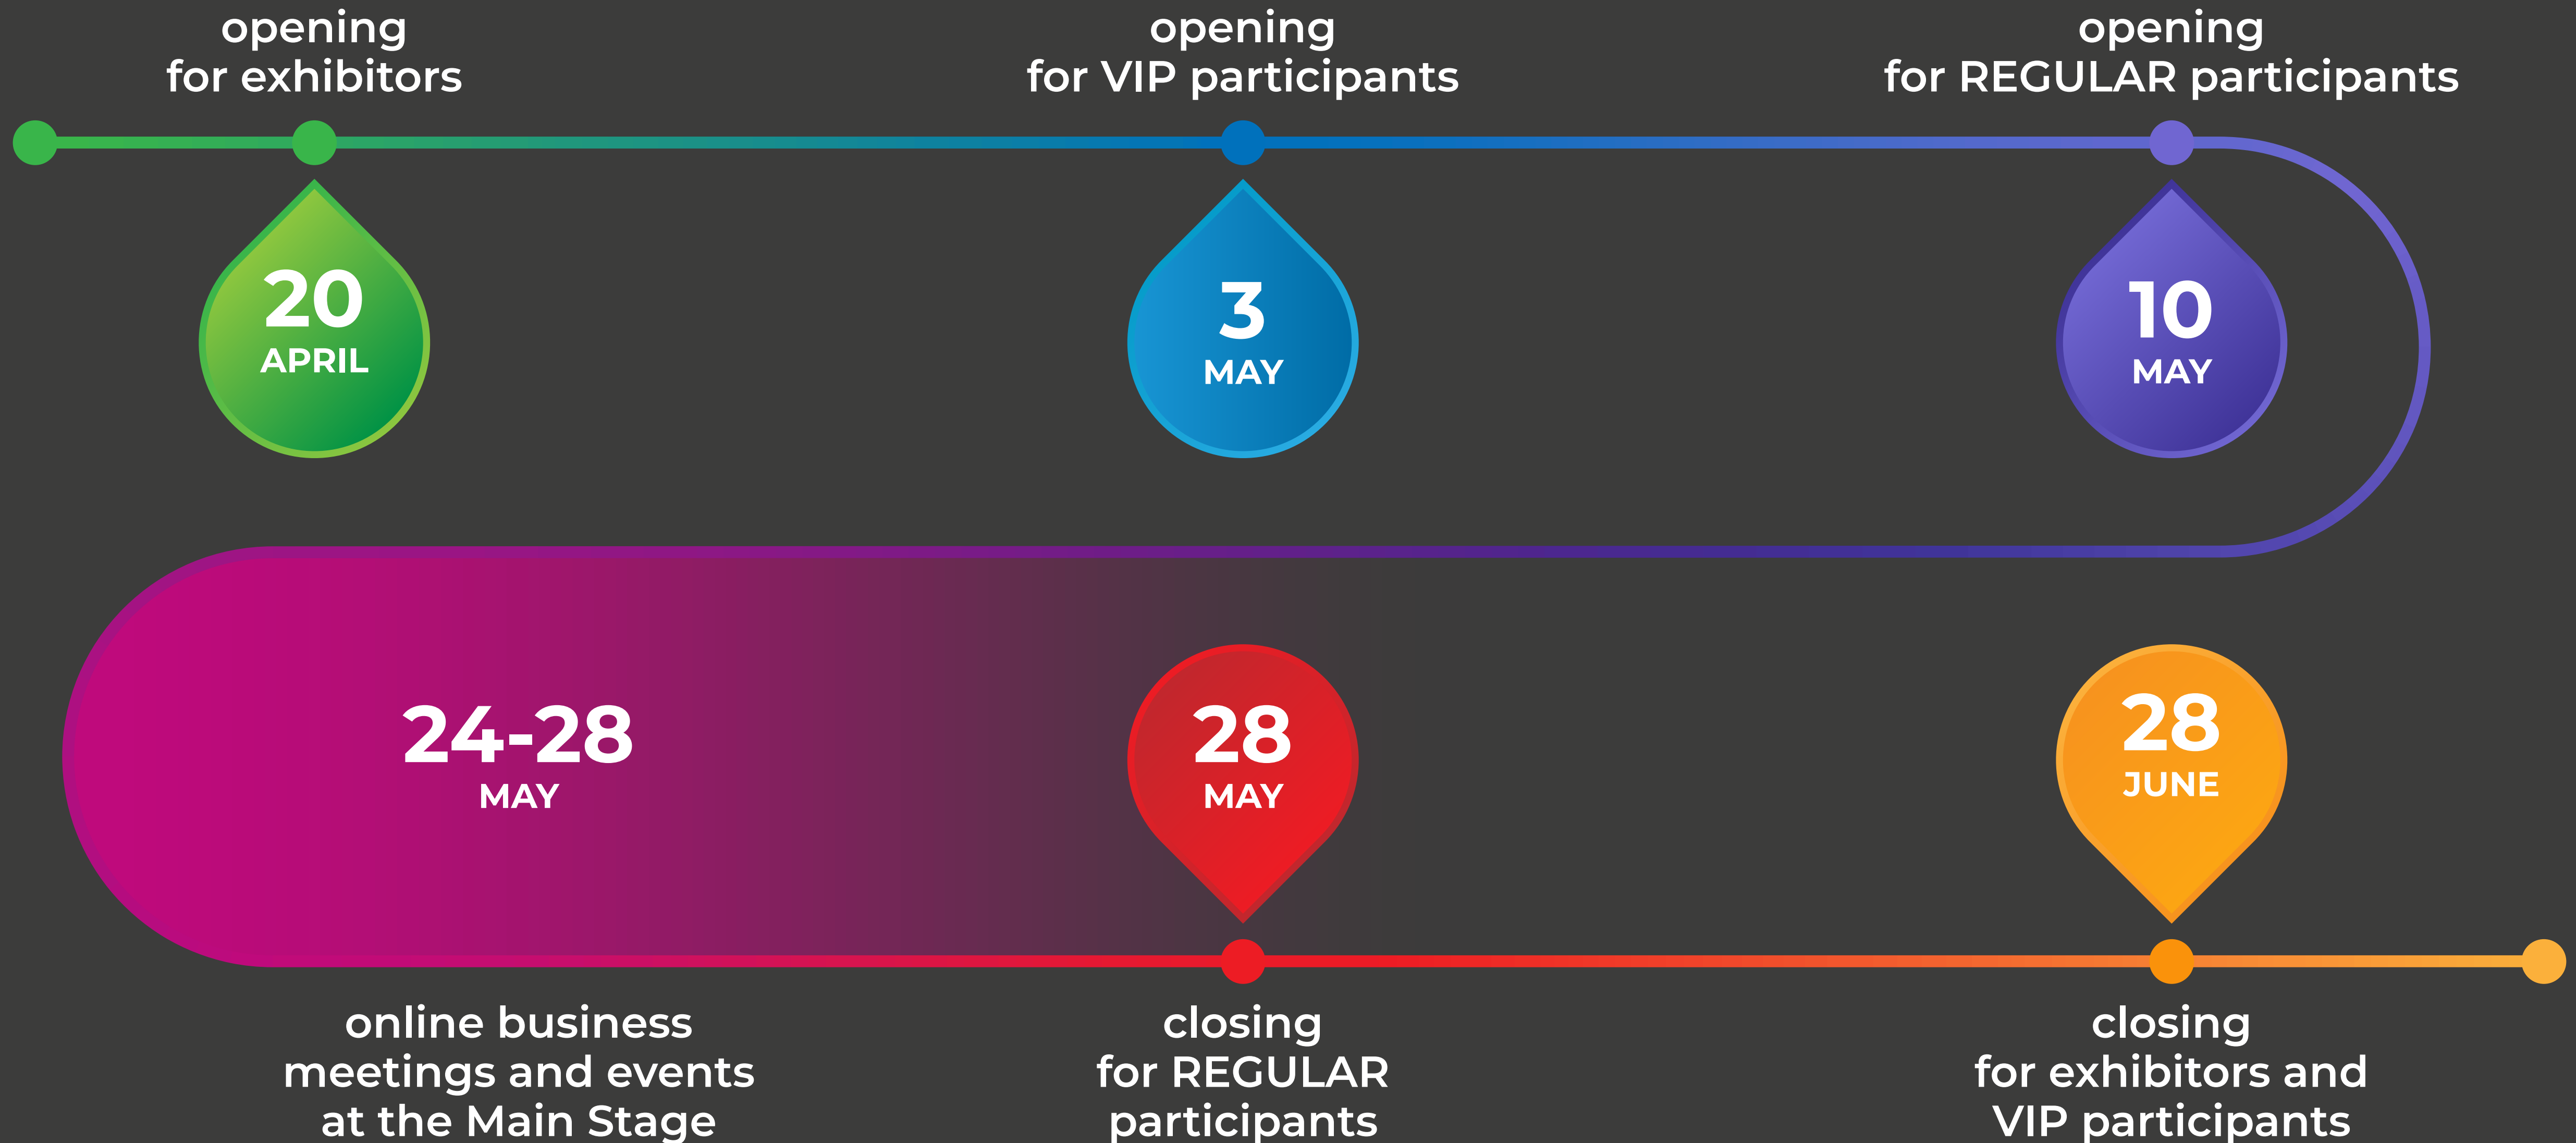 opening
for exhibitors
20
APRIL
opening
for VIP participants
3
MAY
opening
for REGULAR participants
10
MAY
24-28
MAY
online business
meetings and events
at the Main Stage
28
MAY
closing
for REGULAR
participants
28
JUNE
closing
for exhibitors and
VIP participants